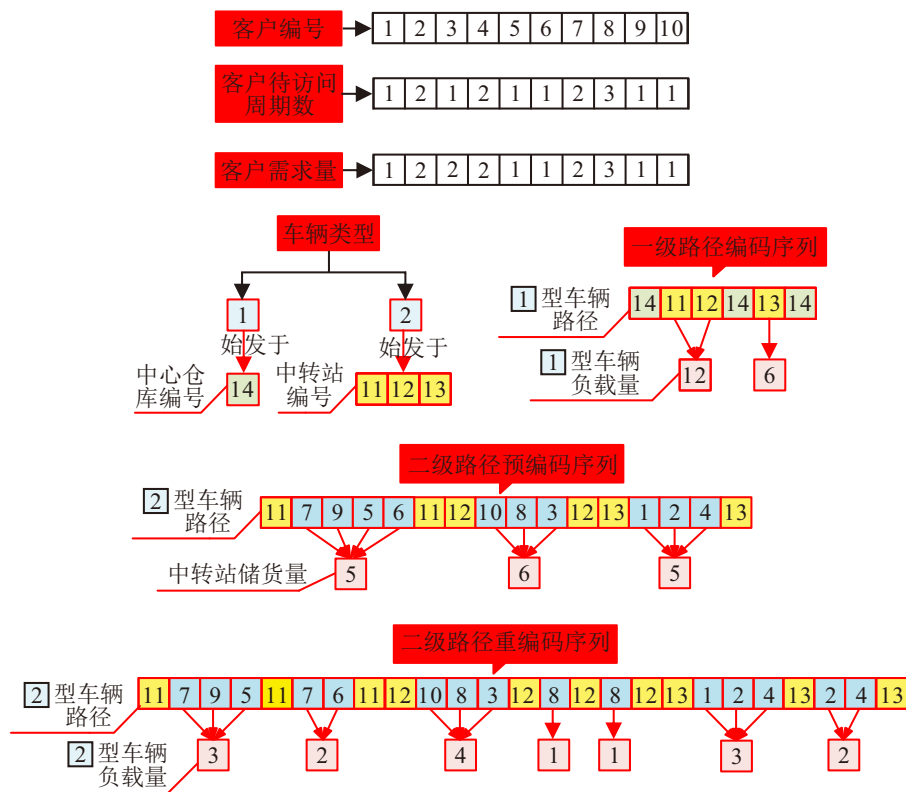 客户编号 1 2 3 4 5 6 7 8 9 10
客户待访问
周期数
1 2 1 2 1 1 2 3 1 1
客户需求量 1 2 2 2 1 1 2 3 1 1
车辆类型
1 2
始发于 始发于
中心仓
库编号
14
中转站
编号
11 12 13
一级路径编码序列
1 型车辆
路径
14 11 12 14 13 14
1 型车辆
负载量
12 6
二级路径预编码序列
2 型车辆
路径
11 7 9 5 6 11 12 10 8 3 12 13 1 2 4 13
中转站储货量 5 6 5
二级路径重编码序列
2 型车辆
路径
11 7 9 5 11 7 6 11 12 10 8 3 12 8 12 8 12 13 1 2 4 13 2 4 13
2 型车辆
负载量
3 2 4 1 1 3 2